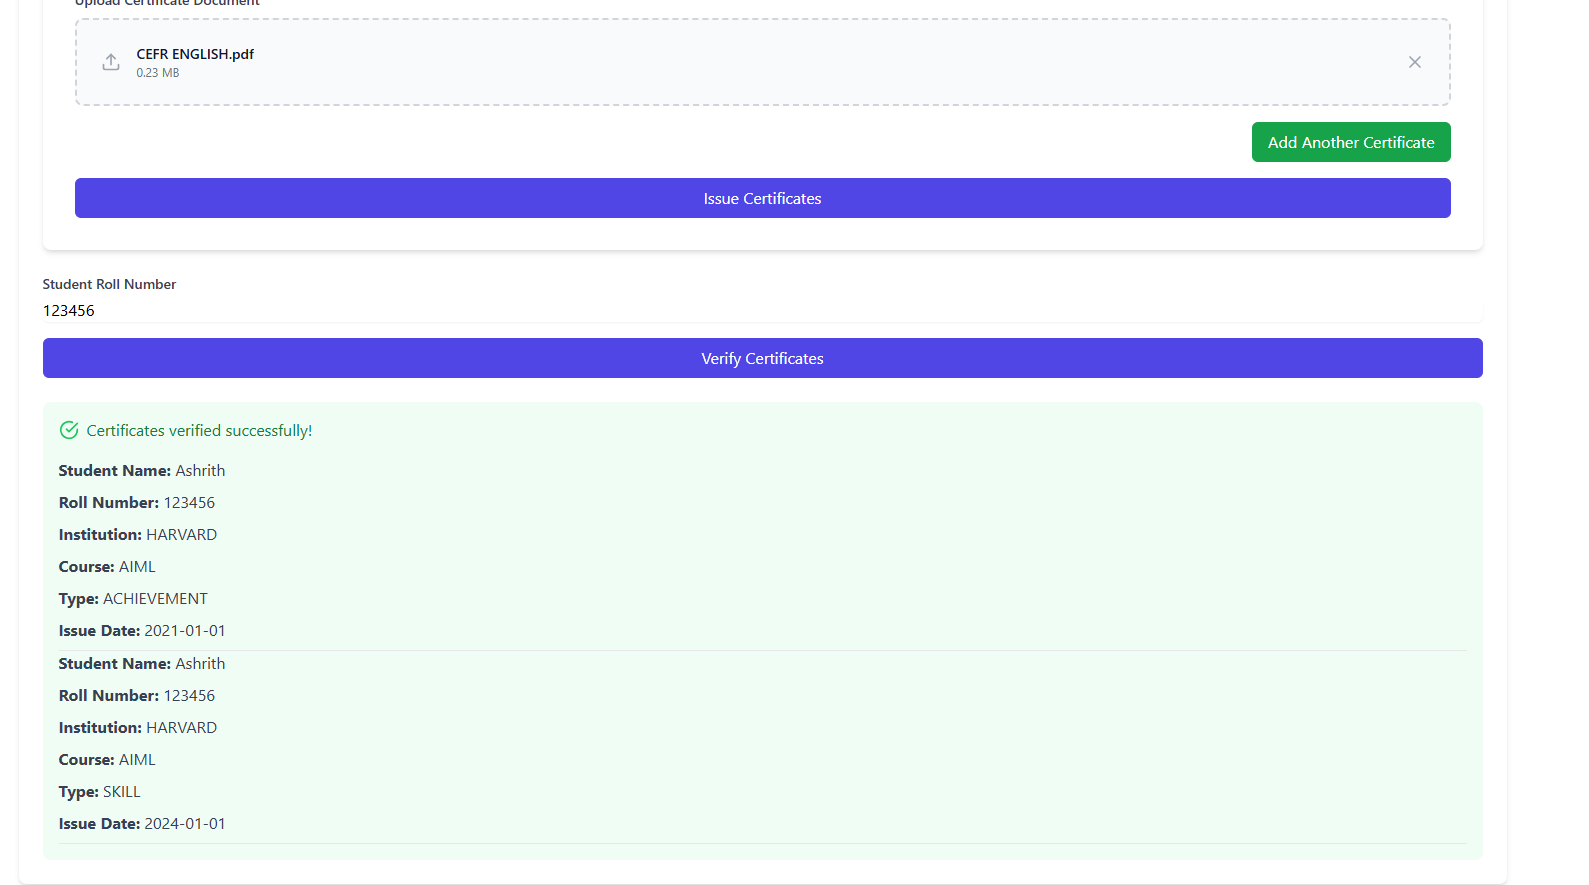 Upload Certificate Document
CEFR ENGLISH.pdf
0.23 MB
Add Another Certificate
Issue Certificates
Student Roll Number
123456
Verify Certificates
Certificates verified successfully!
Student Name: Ashrith
Roll Number: 123456
Institution: HARVARD
Course: AIML
Type: ACHIEVEMENT
Issue Date: 2021-01-01
Student Name: Ashrith
Roll Number: 123456
Institution: HARVARD
Course: AIML
Type: SKILL
Issue Date: 2024-01-01